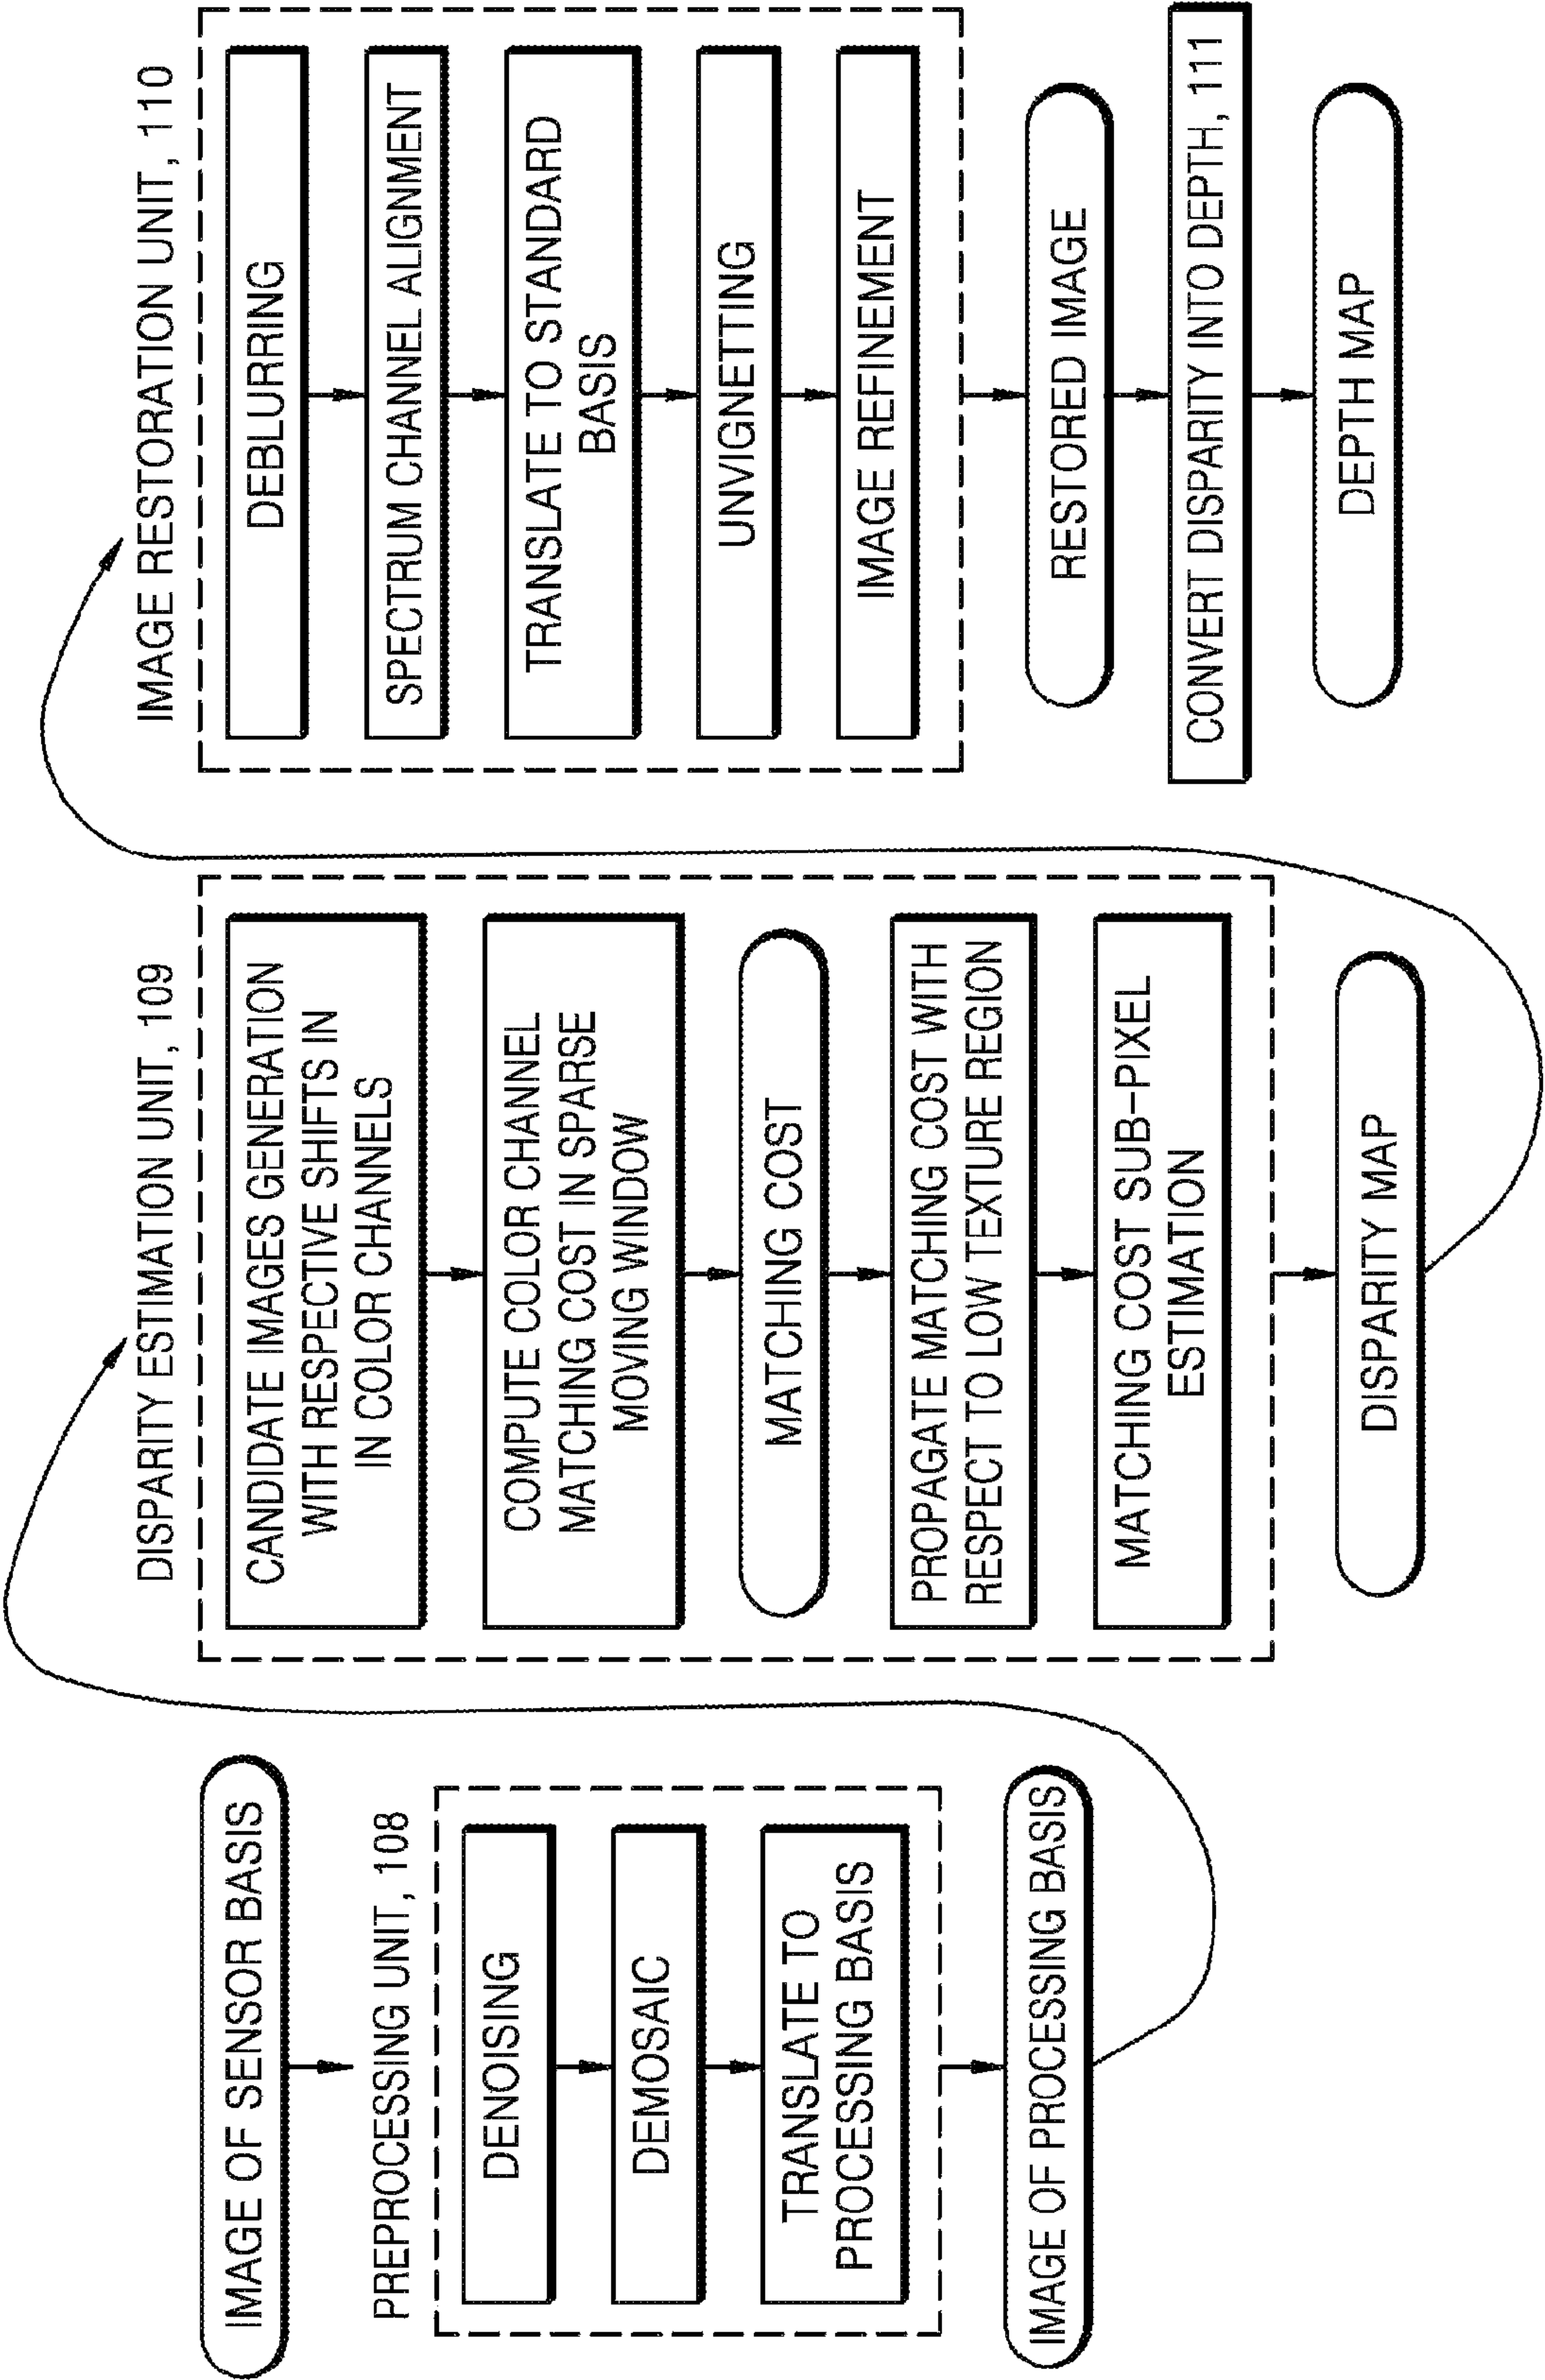 IMAGE OF SENSOR BASIS
PREPROCESSING UNIT, 108
DENOISING
DEMOSAIC
TRANSLATE TO
PROCESSING BASIS
IMAGE OF PROCESSING BASIS
DISPARITY ESTIMATION UNIT, 109
CANDIDATE IMAGES GENERATION
WITH RESPECTIVE SHIFTS IN
IN COLOR CHANNELS
COMPUTE COLOR CHANNEL
MATCHING COST IN SPARSE
MOVING WINDOW
MATCHING COST
PROPAGATE MATCHING COST WITH
RESPECT TO LOW TEXTURE REGION
MATCHING COST SUB-PIXEL
ESTIMATION
DISPARITY MAP
IMAGE RESTORATION UNIT, 110
DEBLURRING
SPECTRUM CHANNEL ALIGNMENT
TRANSLATE TO STANDARD
BASIS
UNVIGNETTING
IMAGE REFINEMENT
RESTORED IMAGE
CONVERT DISPARITY INTO DEPTH, 111
DEPTH MAP